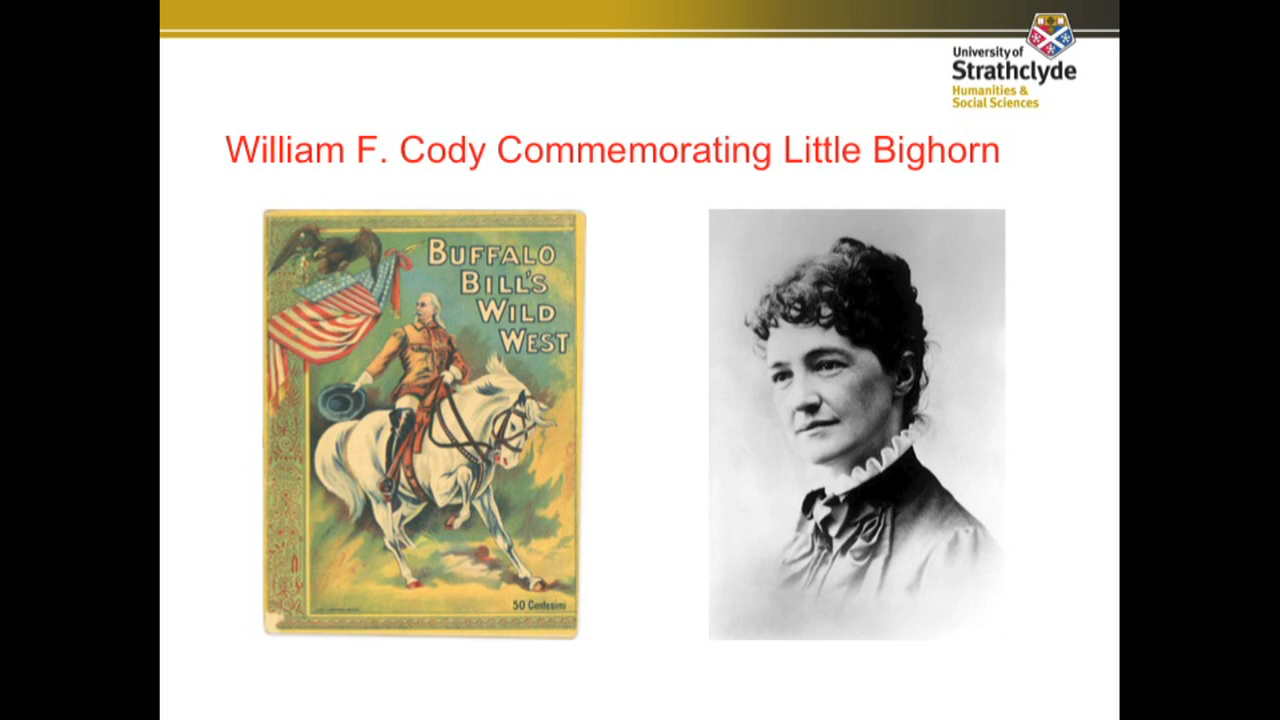 University of
Strathclyde
Humanities &
Social Sciences
William F. Cody Commemorating Little Bighorn
BUFFALO
BILL'S
WILD
WEST
50 Centesimi